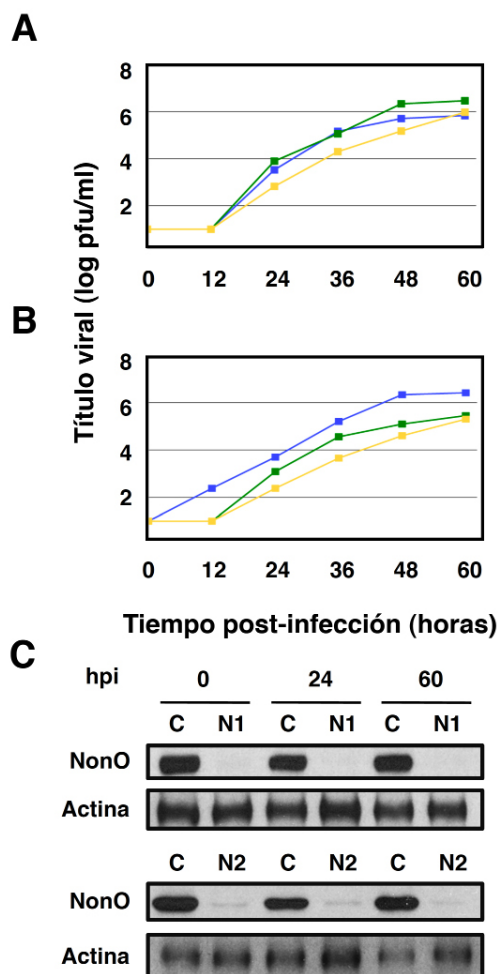 A
8
6
4
2
0 12 24 36 48 60
B
8
6
4
2
0 12 24 36 48 60
Título viral (log pfu/ml)
Tiempo post-infección (horas)
C
hpi 0 24 60
C N1 C N1 C N1
NonO
Actina
C N2 C N2 C N2
NonO
Actina